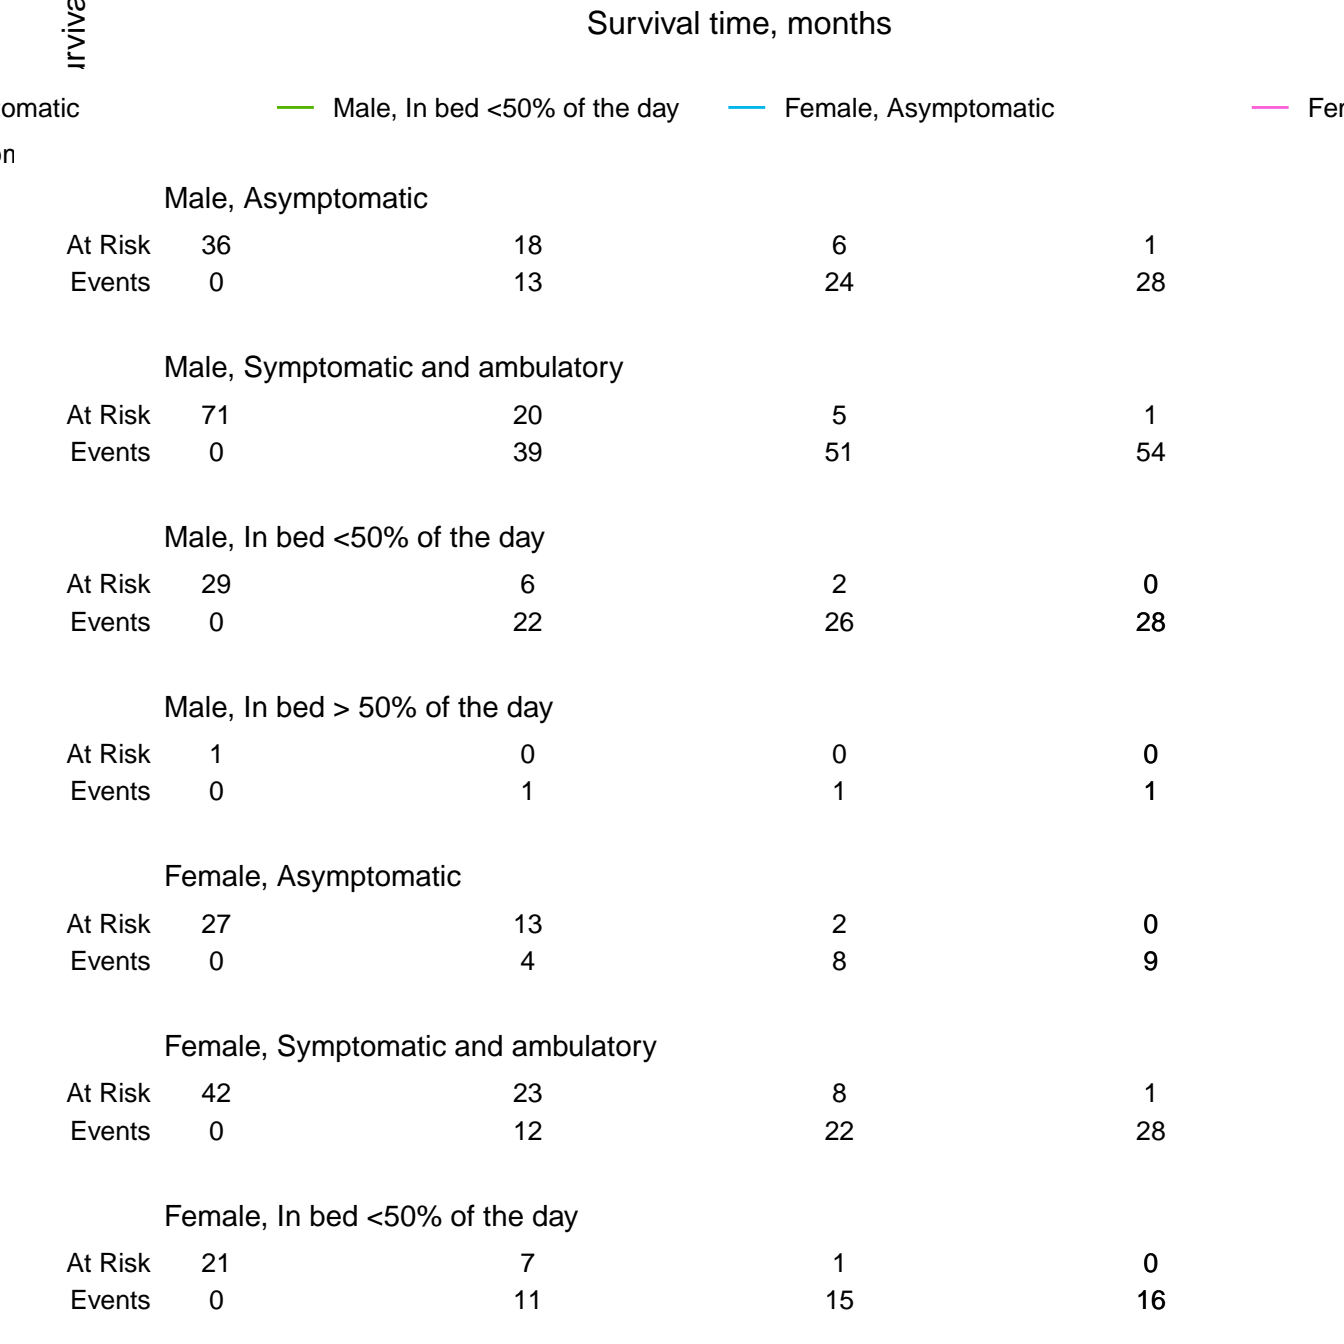 Survival time, months
Male, In bed <50% of the day Female, Asymptomatic
Male, Asymptomatic
At Risk 36 18 6 1
Events 0 13 24 28
Male, Symptomatic and ambulatory
At Risk 71 20 5 1
Events 0 39 51 54
Male, In bed <50% of the day
At Risk 29 6 2 0
Events 0 22 26 28
Male, In bed > 50% of the day
At Risk 1 0 0 0
Events 0 1 1 1
Female, Asymptomatic
At Risk 27 13 2 0
Events 0 4 8 9
Female, Symptomatic and ambulatory
At Risk 42 23 8 1
Events 0 12 22 28
Female, In bed <50% of the day
At Risk 21 7 1 0
Events 0 11 15 16